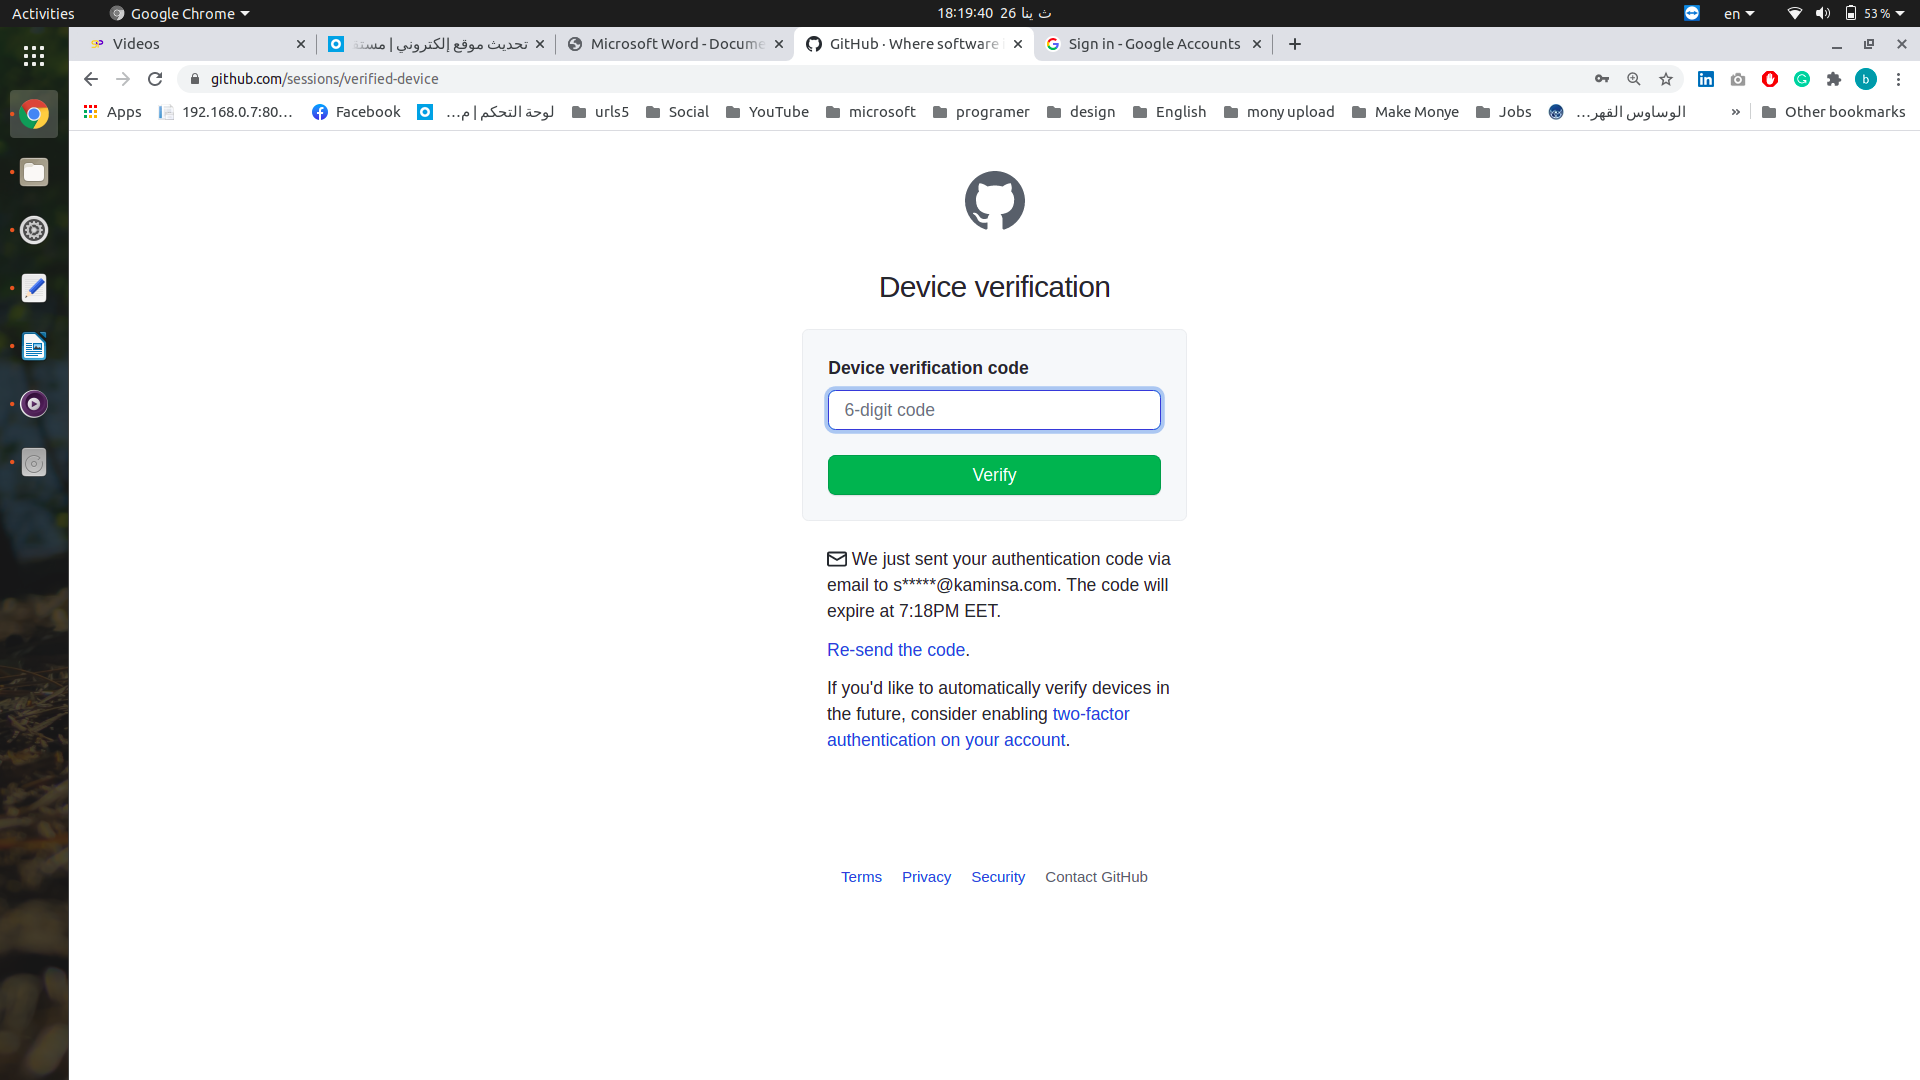 Activities
Google Chrome
ث ينا 26 18:19:40
en
53 %
Videos
تحديث موقع إلكتروني | مستق
Microsoft Word - Docume
GitHub · Where software
Sign in - Google Accounts
github.com/sessions/verified-device
b
Apps
192.168.0.7:80...
Facebook
لوحة التحكم | م...
urls5
Social
YouTube
microsoft
programer
design
English
mony upload
Make Monye
Jobs
الوساوس القهر...
»
Other bookmarks
Device verification
Device verification code
6-digit code
Verify
We just sent your authentication code via
email to s*****@kaminsa.com. The code will
expire at 7:18PM EET.
Re-send the code.
If you'd like to automatically verify devices in
the future, consider enabling two-factor
authentication on your account.
Terms
Privacy
Security
Contact GitHub